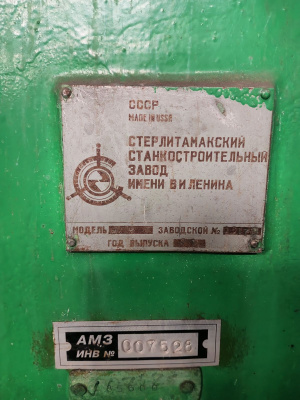 СССР
MADE IN USSR
СТЕРЛИТАМАКСКИЙ
СТАНКОСТРОИТЕЛЬНЫЙ
ЗАВОД
ИМЕНИ В.И.ЛЕНИНА
МОДЕЛЬ ЗАВОДСКОЙ №
ГОД ВЫПУСКА
АМЗ
ИНВ № 007528